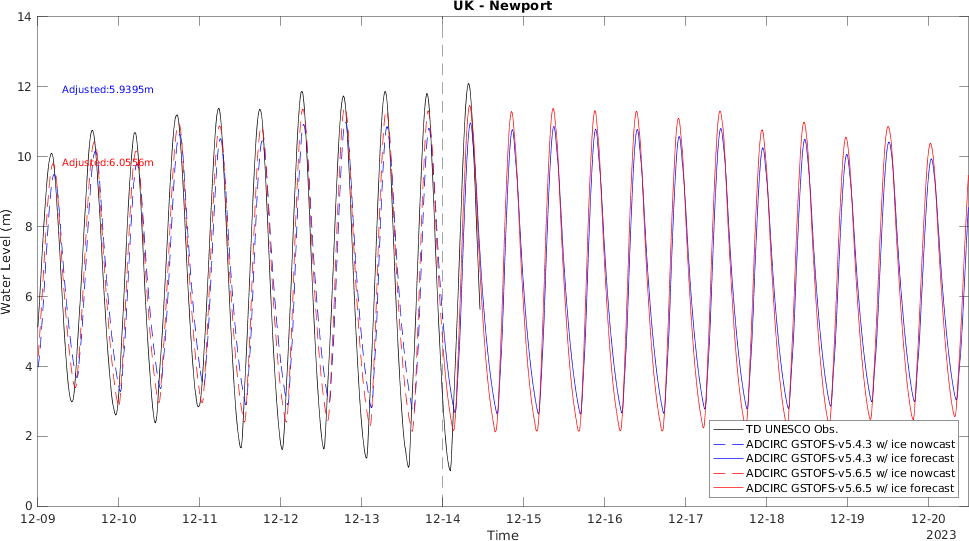 UK - Newport
14
12
10
8
6
4
2
0
Water Level (m)
Adjusted:5.9395m
Adjusted:6.0556m
TD UNESCO Obs.
ADCIRC GSTOFS-v5.4.3 w/ ice nowcast
ADCIRC GSTOFS-v5.4.3 w/ ice forecast
ADCIRC GSTOFS-v5.6.5 w/ ice nowcast
ADCIRC GSTOFS-v5.6.5 w/ ice forecast
12-09 12-10 12-11 12-12 12-13 12-14 12-15 12-16 12-17 12-18 12-19 12-20
Time
2023